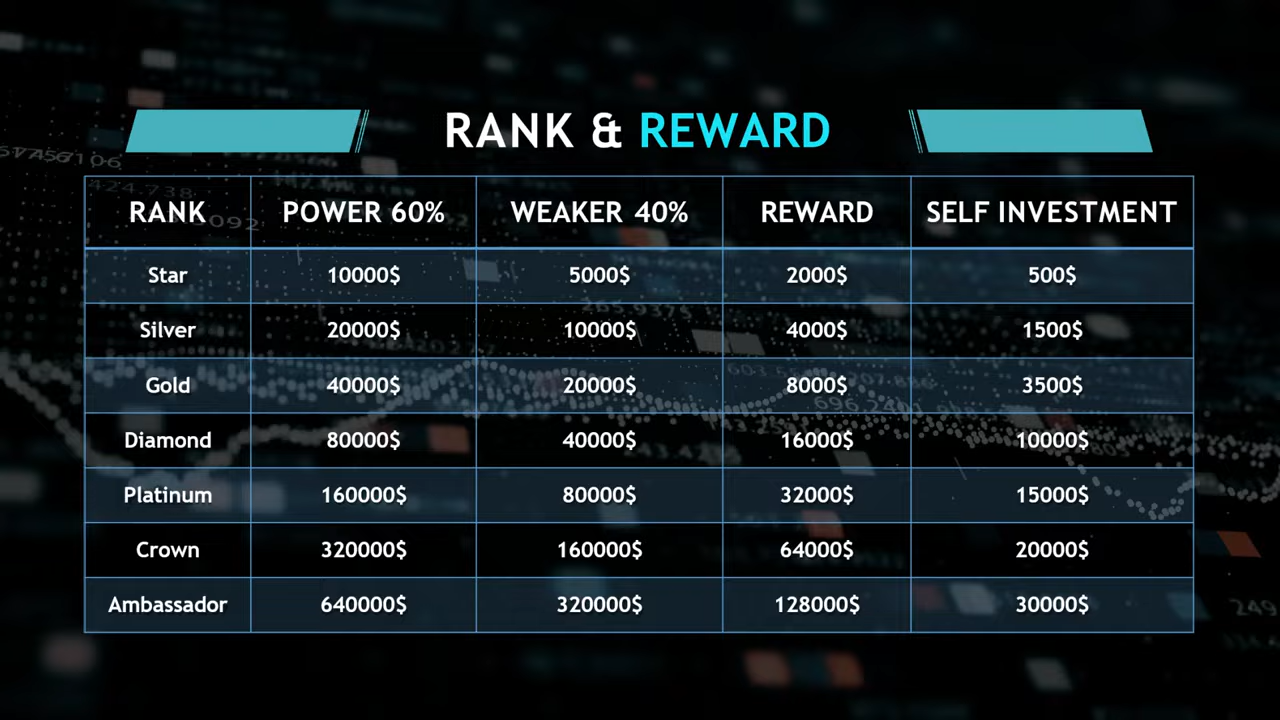 RANK & REWARD
RANK POWER 60% WEAKER 40% REWARD SELF INVESTMENT
Star 10000$ 5000$ 2000$ 500$
Silver 20000$ 10000$ 4000$ 1500$
Gold 40000$ 20000$ 8000$ 3500$
Diamond 80000$ 40000$ 16000$ 10000$
Platinum 160000$ 80000$ 32000$ 15000$
Crown 320000$ 160000$ 64000$ 20000$
Ambassador 640000$ 320000$ 128000$ 30000$